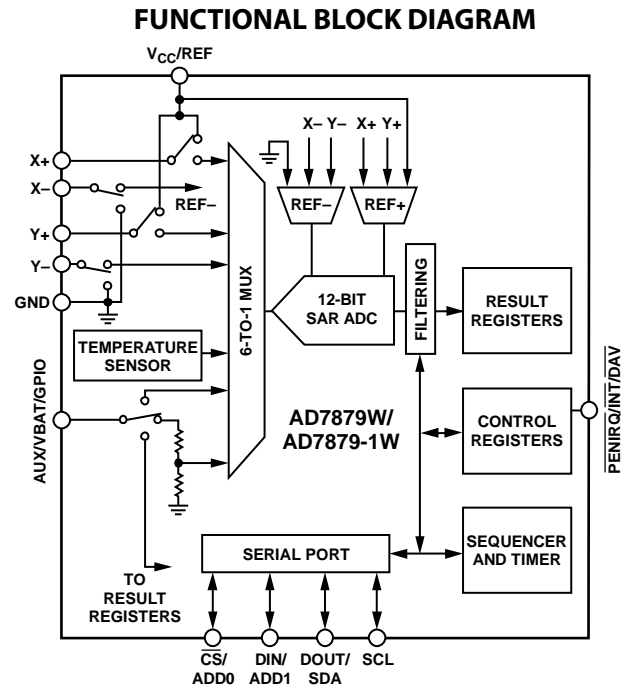 FUNCTIONAL BLOCK DIAGRAM
VCC/REF
X– Y– X+ Y+
X+
X–
REF–
REF–
REF+
Y+
Y–
GND
6-TO-1 MUX
12-BIT
SAR ADC
FILTERING
RESULT
REGISTERS
TEMPERATURE
SENSOR
AUX/VBAT/GPIO
AD7879W/
AD7879-1W
CONTROL
REGISTERS
PENIRQ/INT/DAV
SERIAL PORT
SEQUENCER
AND TIMER
TO
RESULT
REGISTERS
CS/
ADD0
DIN/
ADD1
DOUT/
SDA
SCL